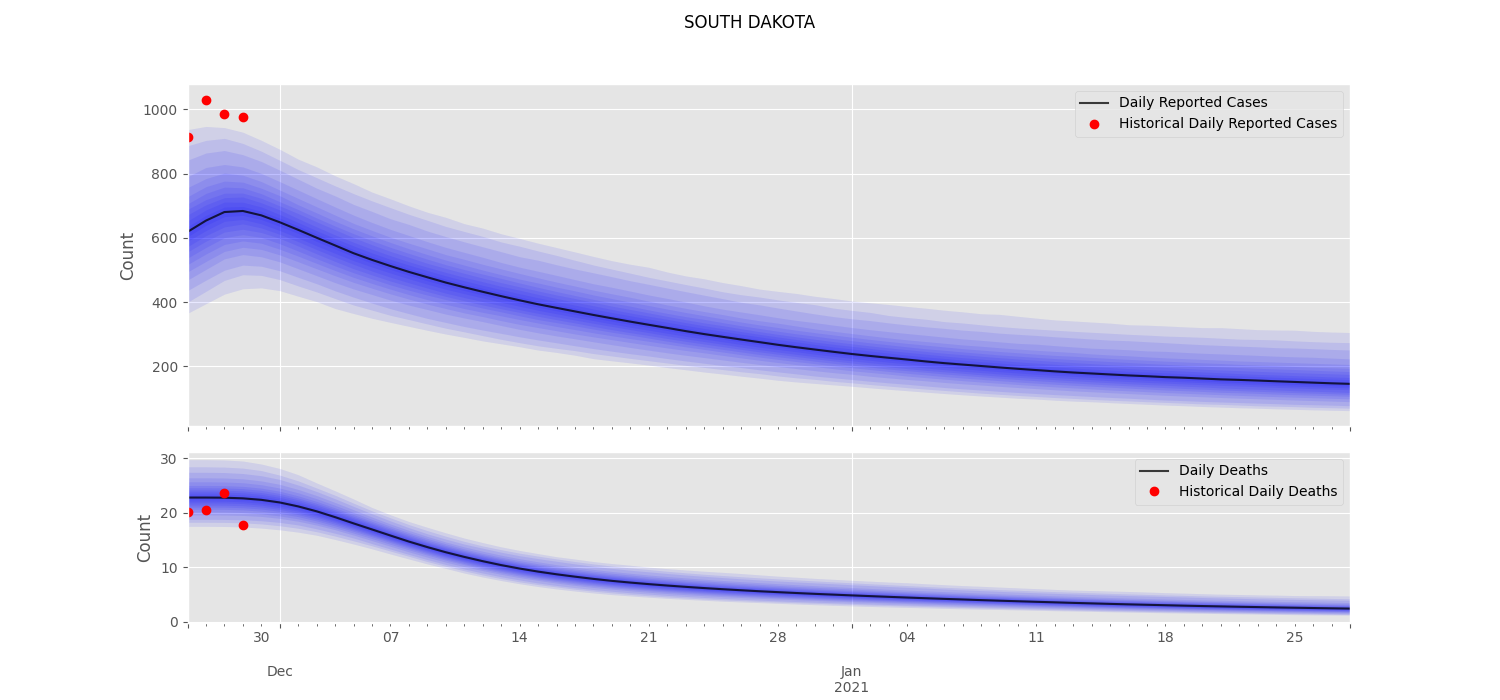 SOUTH DAKOTA
Daily Reported Cases
Historical Daily Reported Cases
Count
1000
800
600
400
200
Daily Deaths
Historical Daily Deaths
Count
30
20
10
0
30 07 14 21 28 04 11 18 25
Dec Jan
2021